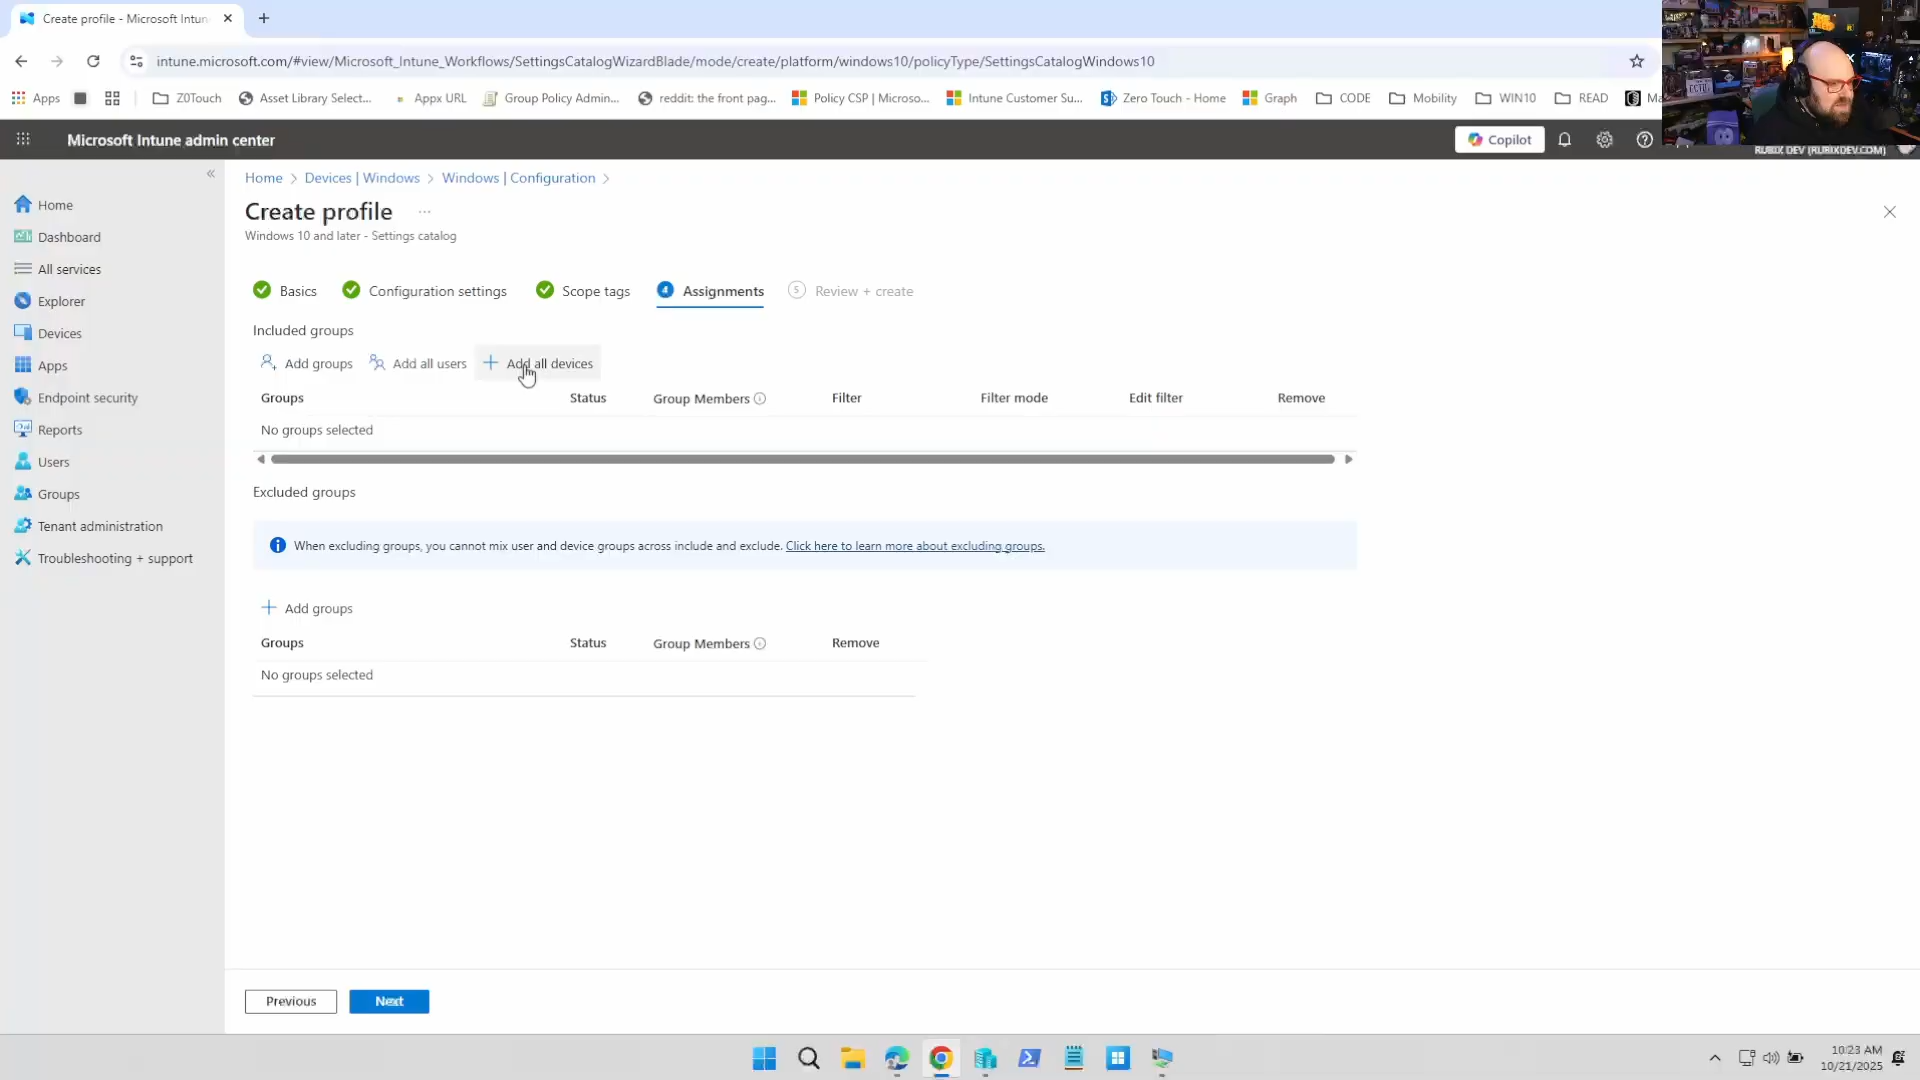 Create profile - Microsoft Intun
intune.microsoft.com/#view/Microsoft_Intune_Workflows/SettingsCatalogWizardBlade/mode/create/platform/windows10/policyType/SettingsCatalogWindows10
Apps
Z0Touch
Asset Library Select...
Appx URL
Group Policy Admin...
reddit: the front pag...
Policy CSP | Microso...
Intune Customer Su...
Zero Touch - Home
Graph
CODE
Mobility
WIN10
READ
Microsoft Intune admin center
Copilot
RUBIX DEV (RUBIXDEV.COM)
Home
Dashboard
All services
Explorer
Devices
Apps
Endpoint security
Reports
Users
Groups
Tenant administration
Troubleshooting + support
Home > Devices | Windows > Windows | Configuration >
Create profile ...
Windows 10 and later - Settings catalog
Basics
Configuration settings
Scope tags
4 Assignments
5 Review + create
Included groups
Add groups
Add all users
Add all devices
Groups Status Group Members Filter Filter mode Edit filter Remove
No groups selected
Excluded groups
When excluding groups, you cannot mix user and device groups across include and exclude. Click here to learn more about excluding groups.
Add groups
Groups Status Group Members Remove
No groups selected
Previous
Next
10:23 AM
10/21/2025